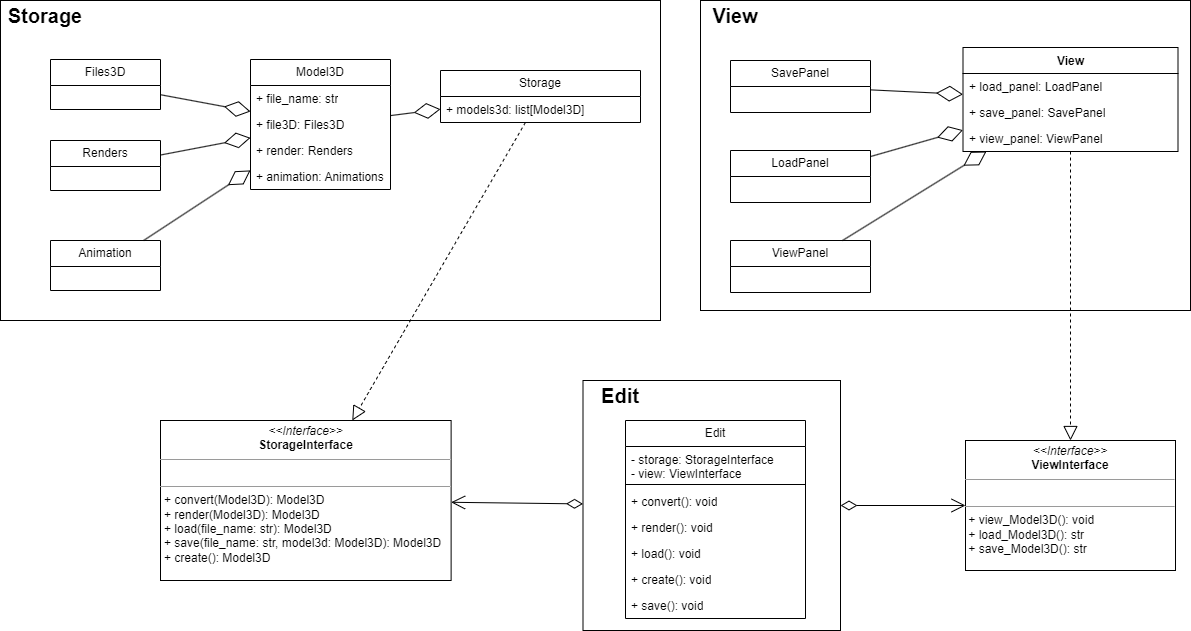 Storage
Files3D
Renders
Animation
Model3D
+ file_name: str
+ file3D: Files3D
+ render: Renders
+ animation: Animations
Storage
+ models3d: list[Model3D]
View
SavePanel
LoadPanel
ViewPanel
View
+ load_panel: LoadPanel
+ save_panel: SavePanel
+ view_panel: ViewPanel
<<Interface>>
StorageInterface
+ convert(Model3D): Model3D
+ render(Model3D): Model3D
+ load(file_name: str): Model3D
+ save(file_name: str, model3d: Model3D): Model3D
+ create(): Model3D
Edit
Edit
- storage: StorageInterface
- view: ViewInterface
+ convert(): void
+ render(): void
+ load(): void
+ create(): void
+ save(): void
<<Interface>>
ViewInterface
+ view_Model3D(): void
+ load_Model3D(): str
+ save_Model3D(): str